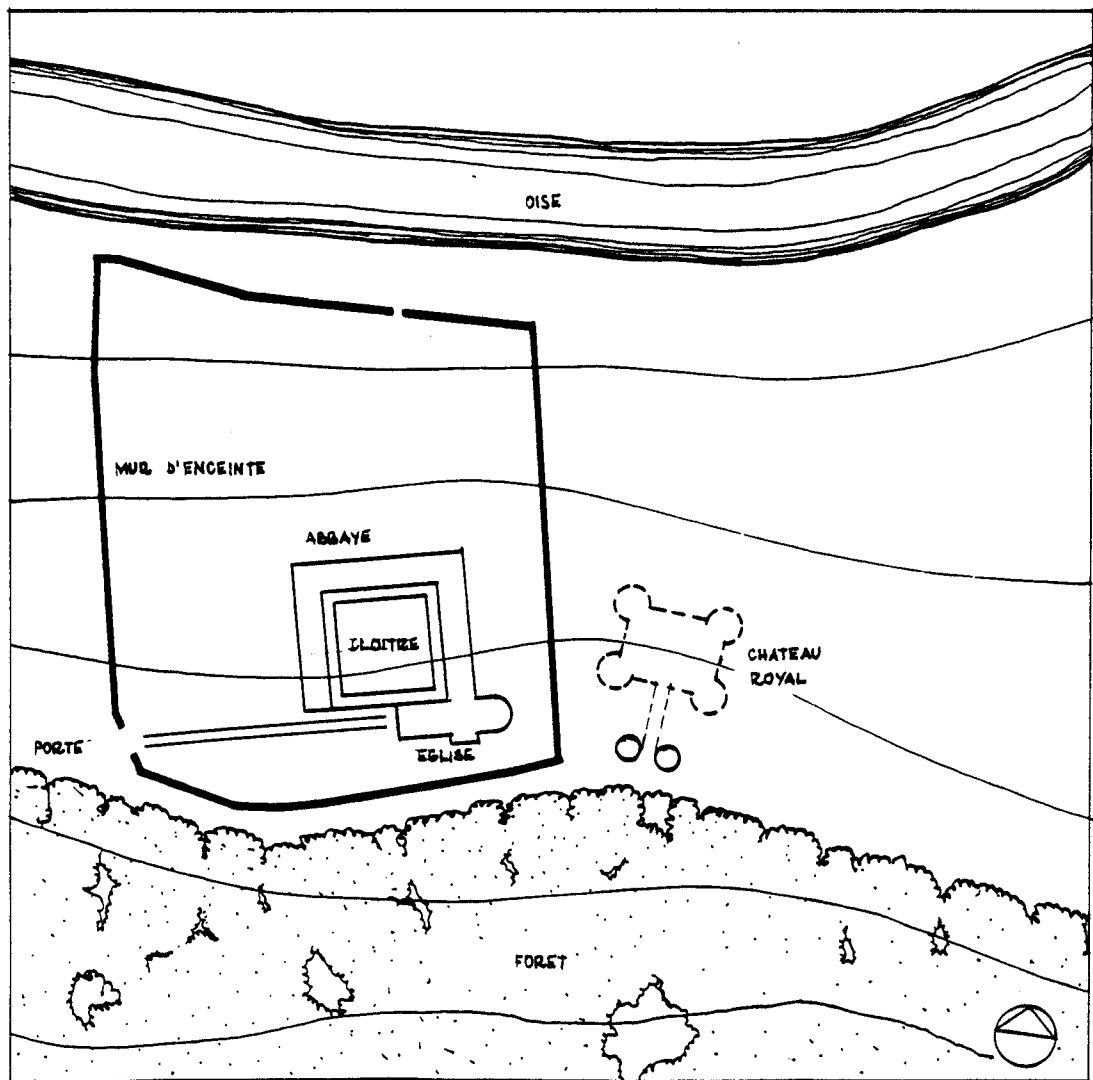 OISE
MUR D'ENCEINTE
ABBAYE
CLOITRE
CHATEAU
ROYAL
PORTE
EGLISE
FORET